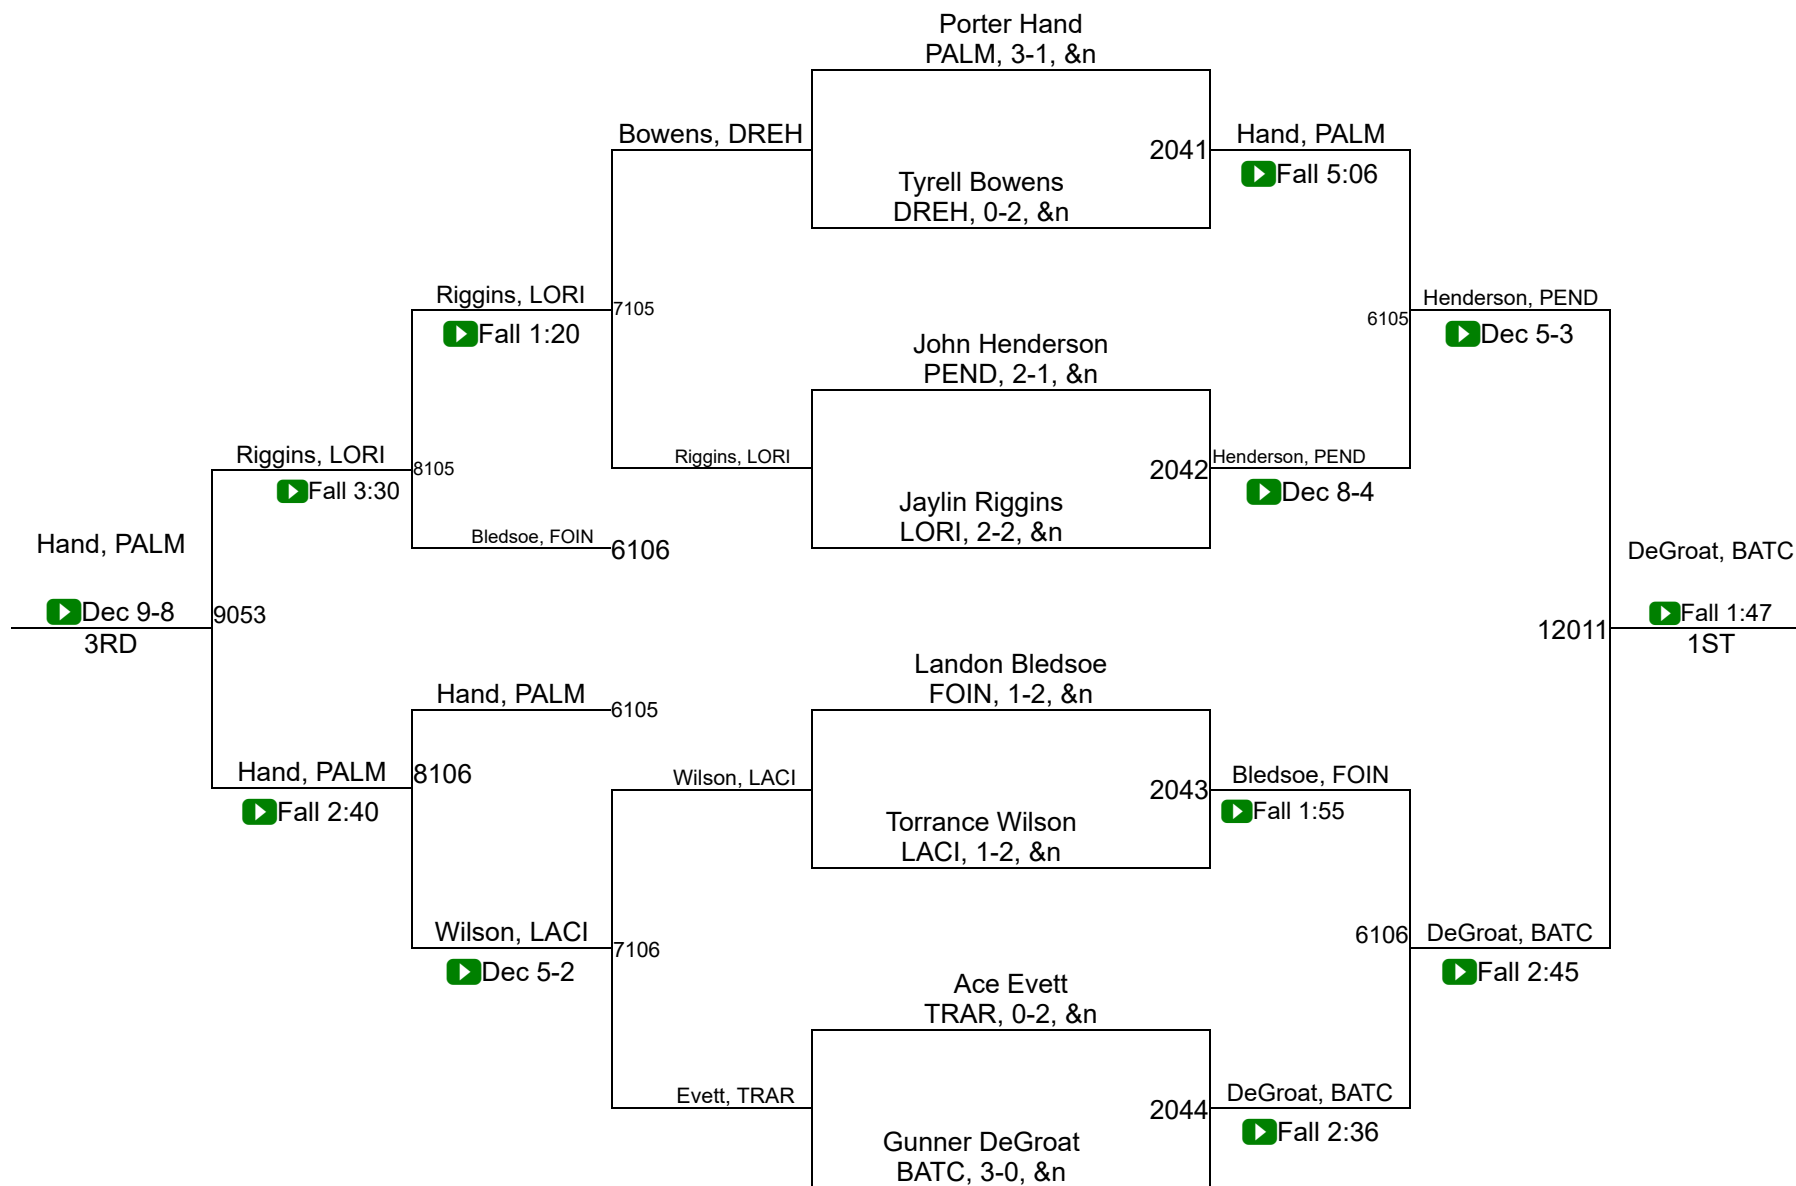 Porter Hand
PALM, 3-1, &n
Bowens, DREH
2041
Hand, PALM
Fall 5:06
Tyrell Bowens
DREH, 0-2, &n
Riggins, LORI
7105
Fall 1:20
6105
Henderson, PEND
Dec 5-3
John Henderson
PEND, 2-1, &n
Riggins, LORI
8105
Fall 3:30
Riggins, LORI
2042
Henderson, PEND
Dec 8-4
Jaylin Riggins
LORI, 2-2, &n
Bledsoe, FOIN
6106
Hand, PALM
Dec 9-8
3RD
9053
DeGroat, BATC
12011
Fall 1:47
1ST
Landon Bledsoe
FOIN, 1-2, &n
Hand, PALM
6105
Hand, PALM
8106
Fall 2:40
Wilson, LACI
2043
Bledsoe, FOIN
Fall 1:55
Torrance Wilson
LACI, 1-2, &n
Wilson, LACI
7106
Dec 5-2
6106
DeGroat, BATC
Fall 2:45
Ace Evett
TRAR, 0-2, &n
Evett, TRAR
2044
DeGroat, BATC
Fall 2:36
Gunner DeGroat
BATC, 3-0, &n